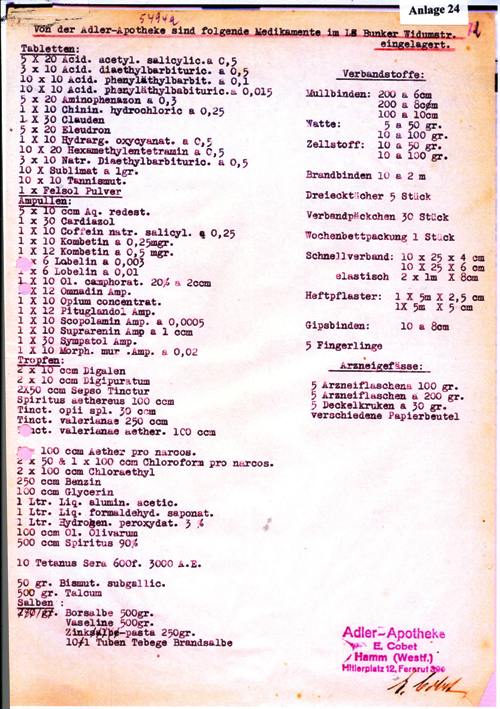 Anlage 24
5494a
12
Von der Adler-Apotheke sind folgende Medikamente im LS Bunker Widumstr.
eingelagert.
Tabletten:
5 X 20 Acid. acetyl. salicylic.a C,5
3 x 10 Acid. diaethylbarbituric. a 0,5
10 x 10 Acid. phenyläthylbarbit. a 0,1
10 X 10 Acid. phenyläthylbabituric.a 0,015
5 x 20 Aminophenazon a 0,3
1 x 10 Chinin. hydrochloric a 0,25
1 X 30 Clauden
5 x 20 Eleudron
1 X 10 Hydrarg. oxycyanat. a C,5
10 X 20 Hexamethylentetramin a C,5
3 x 10 Natr. Diaethylbarbituric. a 0,5
10 X Sublimat a 1gr.
10 x 10 Tannismut.
1 x Felsol Pulver
Ampullen:
5 x 10 ccm Aq. redest.
1 x 30 Cardiazol
1 X 10 Coffein natr. salicyl. a 0,25
1 x 10 Kombetin a 0,25mgr.
1 X 12 Kombetin a 0,5 mgr.
x 6 Lobelin a 0,003
x 6 Lobelin a 0,01
1 X 10 Ol. camphorat. 20% a 2ccm
X 12 Omnadin Amp.
1 X 10 Opium concentrat.
1 X 12 Pituglandol Amp.
1 X 10 Scopolamin Amp. a 0,0005
1 X 10 Suprarenin Amp a 1 ccm
1 X 30 Sympatol Amp.
1 X 10 Morph. mur .Amp. a 0,02
Tropfen:
2 x 10 ccm Digalen
2 x 10 ccm Digipuratum
2X50 ccm Sepso Tinctur
Spiritus aethereus 100 ccm
Tinct. opii spl. 30 ccm
Tinct. valerianae 250 ccm
nct. valerianae aether. 100 ccm
100 ccm Aether pro narcos.
2 x 50 & 1 x 100 ccm Chloroform pro narcos.
2 x 100 ccm Chloraethyl
250 ccm Benzin
100 ccm Glycerin
1 Ltr. Liq. alumin. acetic.
1 Ltr. Liq. formaldehyd. saponat.
1 Ltr. Hydrogen. peroxydat. 3 %
100 ccm Ol. Olivarum
500 ccm Spiritus 90%
10 Tetanus Sera 600f. 3000 A.E.
50 gr. Bismut. subgallic.
500 gr. Talcum
Salben :
Borsalbe 500gr.
Vaseline 500gr.
Zinksalbe-pasta 250gr.
10/1 Tuben Tebege Brandsalbe
Verbandstoffe:
Mullbinden: 200 a 6cm
200 a 8com
100 a 10cm
Watte: 5 a 50 gr.
10 a 100 gr.
Zellstoff: 10 a 50 gr.
10 a 100 gr.
Brandbinden 10 a 2 m
Dreiecktücher 5 Stück
Verbandpäckchen 30 Stück
Wochenbettpackung 1 Stück
Schnellverband: 10 x 25 x 4 cm
10 X 25 x 6 cm
elastisch 2 x 1m X 8cm
Heftpflaster: 1 X 5m X 2,5 cm
1X 5m X 5 cm
Gipsbinden: 10 a 8cm
5 Fingerlinge
Arzneigefässe:
5 Arzneiflaschena 100 gr.
5 Arzneiflaschen a 200 gr.
5 Deckelkruken a 30 gr.
verschiedene Papierbeutel
Adler-Apotheke
E. Cobet
Hamm (Westf.)
Hitlerplatz 12, Fernruf
E. Cobet